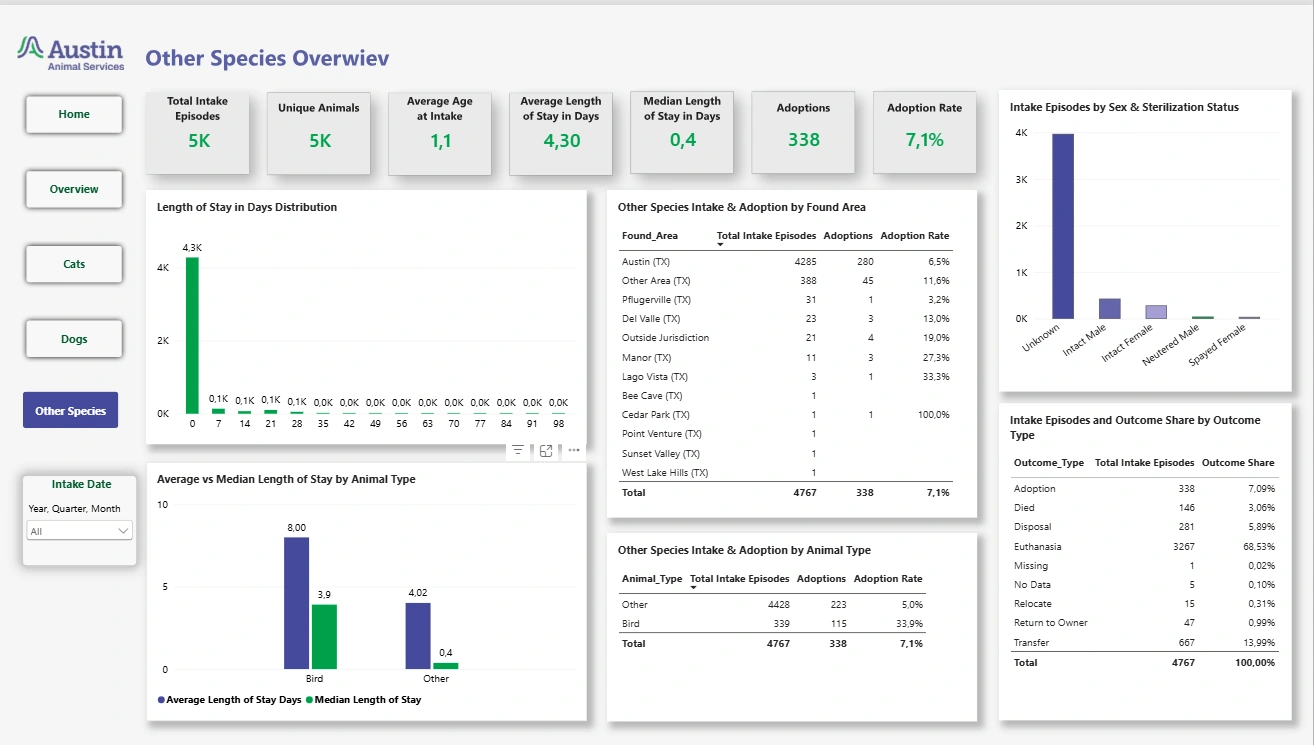 Austin
Animal Services
Other Species Overwiev
Home
Overview
Cats
Dogs
Other Species
Intake Date
Year, Quarter, Month
All
Total Intake
Episodes
5K
Unique Animals
5K
Average Age
at Intake
1,1
Average Length
of Stay in Days
4,30
Median Length
of Stay in Days
0,4
Adoptions
338
Adoption Rate
7,1%
Length of Stay in Days Distribution
4K
2K
0K
4,3K 0,1K 0,1K 0,1K 0,1K 0,0K 0,0K 0,0K 0,0K 0,0K 0,0K 0,0K 0,0K 0,0K 0,0K
0 7 14 21 28 35 42 49 56 63 70 77 84 91 98
Average vs Median Length of Stay by Animal Type
10
5
0
8,00
3,9
4,02
0,4
Bird
Other
Average Length of Stay Days Median Length of Stay
Other Species Intake & Adoption by Found Area
Found_Area Total Intake Episodes Adoptions Adoption Rate
Austin (TX) 4285 280 6,5%
Other Area (TX) 388 45 11,6%
Pflugerville (TX) 31 1 3,2%
Del Valle (TX) 23 3 13,0%
Outside Jurisdiction 21 4 19,0%
Manor (TX) 11 3 27,3%
Lago Vista (TX) 3 1 33,3%
Bee Cave (TX) 1
Cedar Park (TX) 1 1 100,0%
Point Venture (TX) 1
Sunset Valley (TX) 1
West Lake Hills (TX) 1
Total 4767 338 7,1%
Other Species Intake & Adoption by Animal Type
Animal_Type Total Intake Episodes Adoptions Adoption Rate
Other 4428 223 5,0%
Bird 339 115 33,9%
Total 4767 338 7,1%
Intake Episodes by Sex & Sterilization Status
4K
3K
2K
1K
0K
Unknown
Intact Male
Intact Female
Neutered Male
Spayed Female
Intake Episodes and Outcome Share by Outcome
Type
Outcome_Type Total Intake Episodes Outcome Share
Adoption 338 7,09%
Died 146 3,06%
Disposal 281 5,89%
Euthanasia 3267 68,53%
Missing 1 0,02%
No Data 5 0,10%
Relocate 15 0,31%
Return to Owner 47 0,99%
Transfer 667 13,99%
Total 4767 100,00%